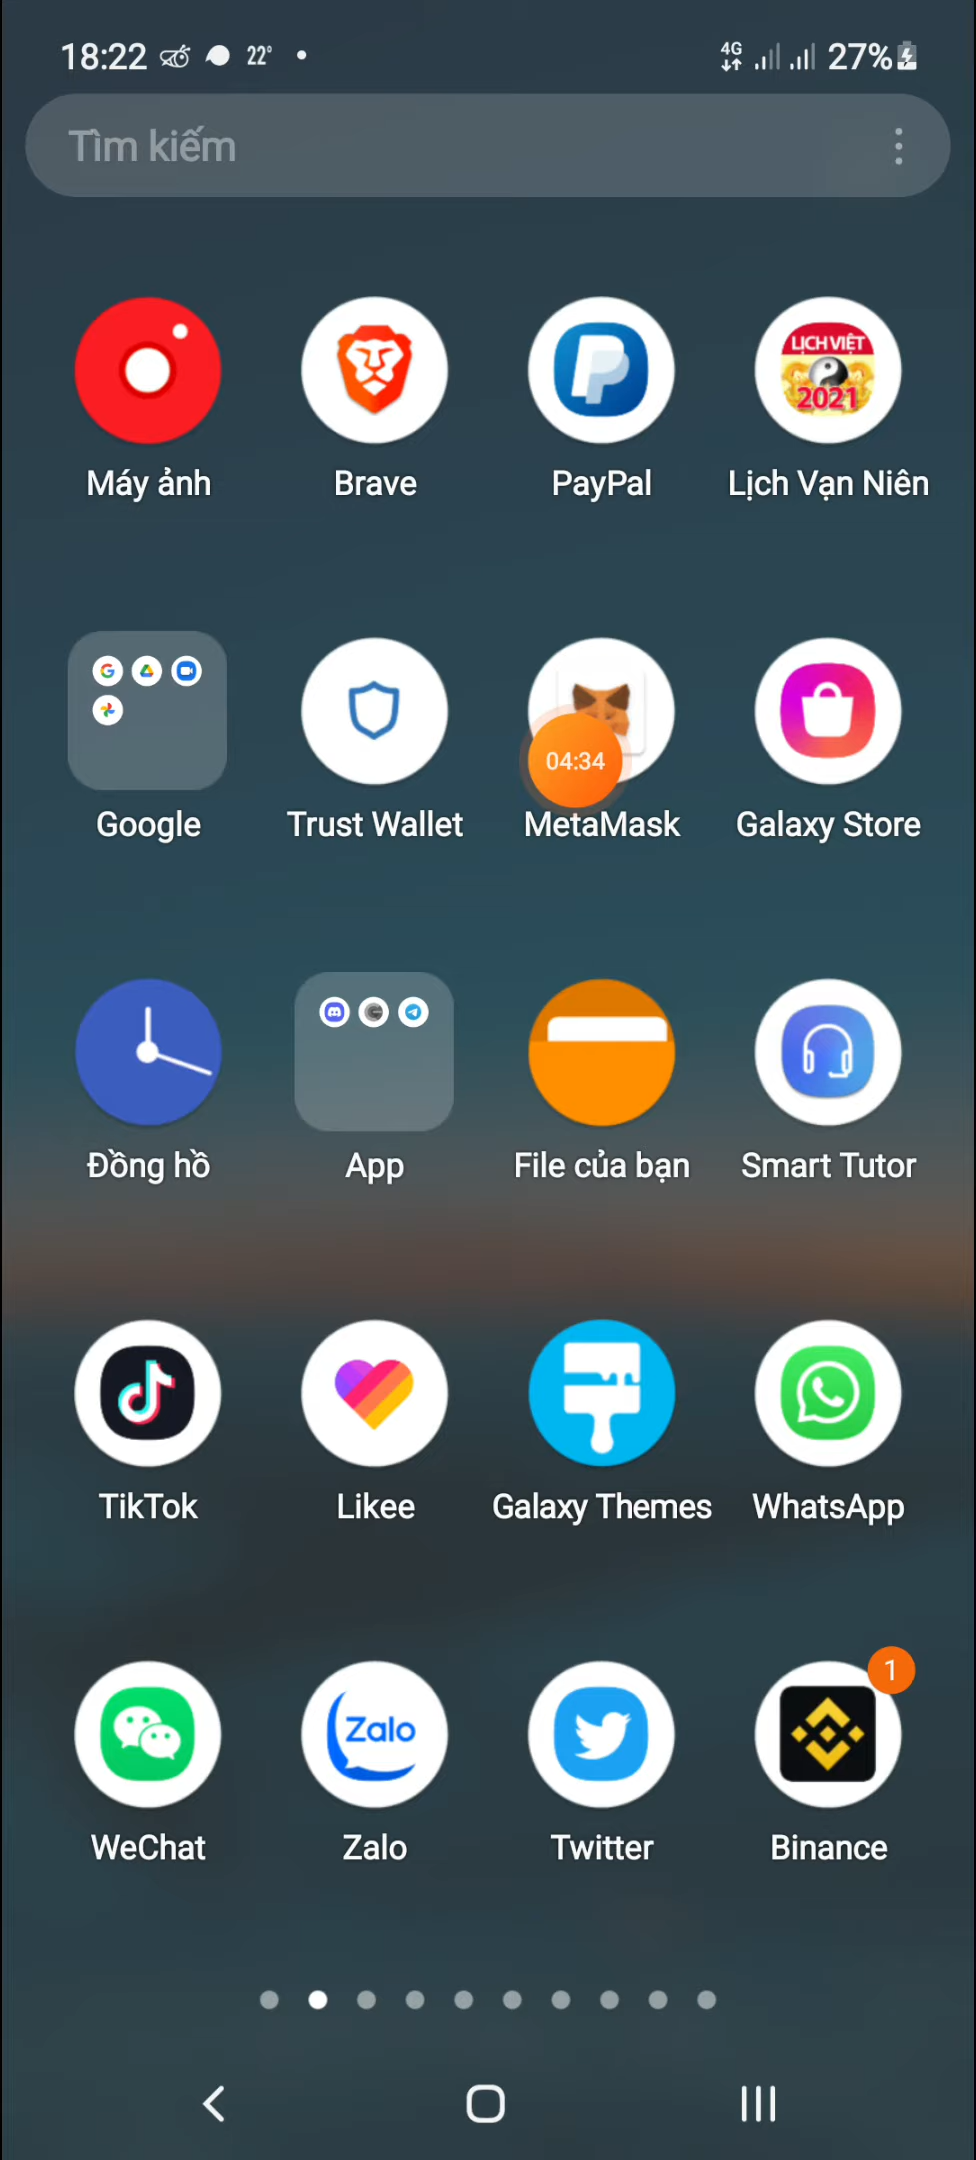 18:22 22° 4G 27%
Tìm kiếm
LỊCH VIỆT
2021
Máy ảnh Brave PayPal Lịch Vạn Niên
04:34
Google Trust Wallet MetaMask Galaxy Store
Đồng hồ App File của bạn Smart Tutor
TikTok Likee Galaxy Themes WhatsApp
1
Zalo
WeChat Zalo Twitter Binance